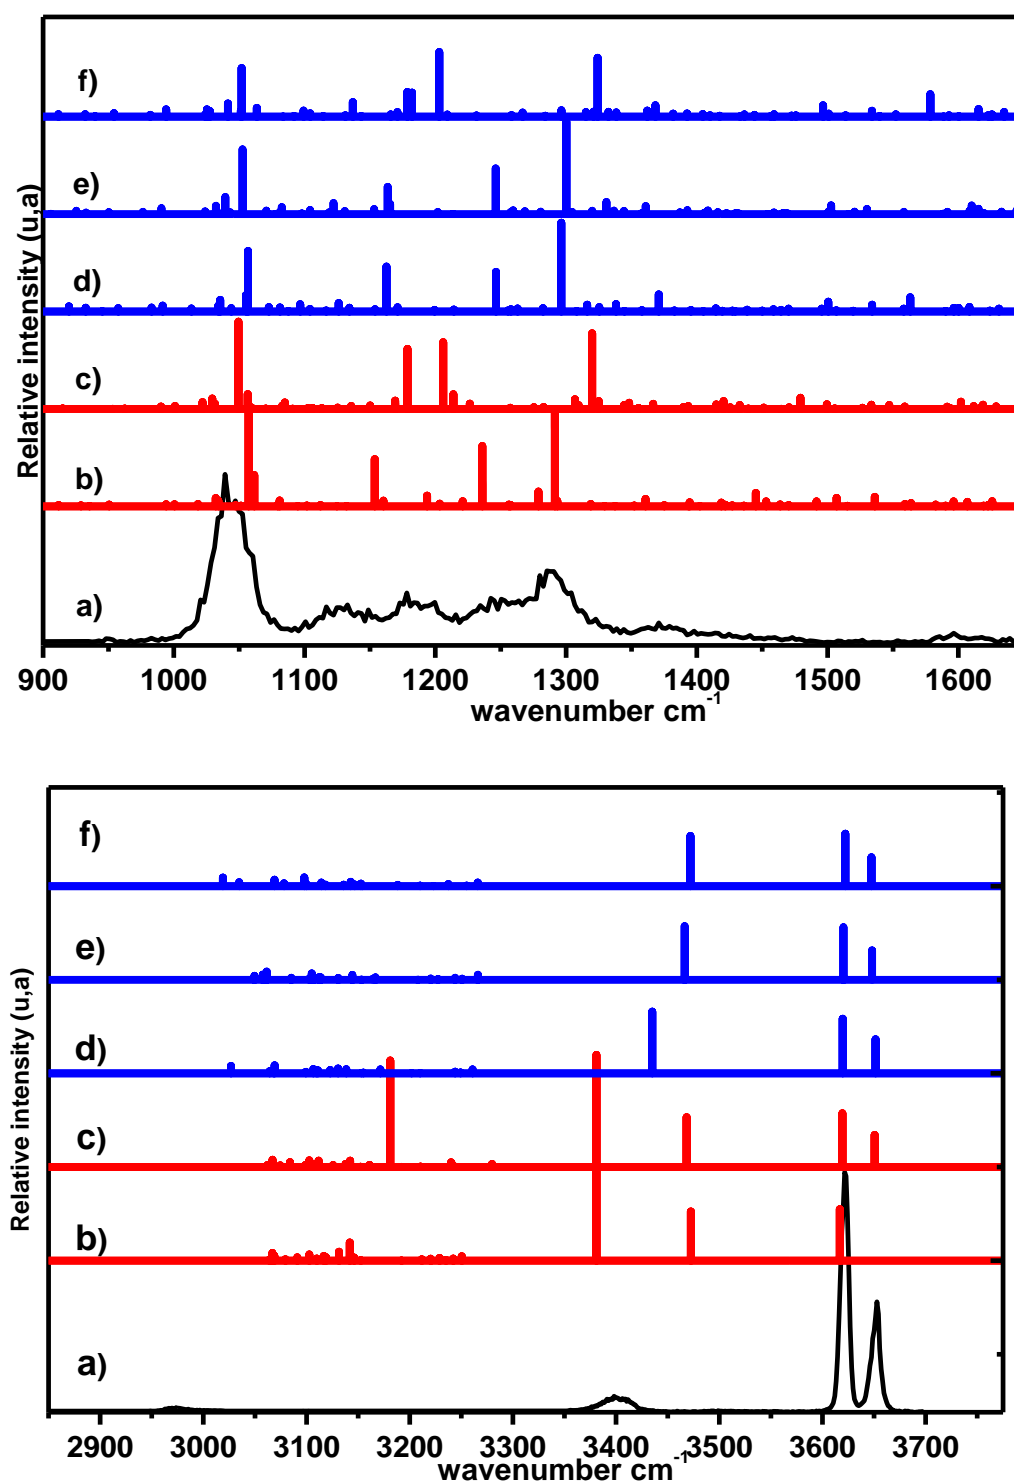 f)
e)
d)
c)
b)
a)
Relative intensity (u,a)
900 1000 1100 1200 1300 1400 1500 1600
wavenumber cm-1
f)
e)
d)
c)
b)
a)
Relative intensity (u,a)
2900 3000 3100 3200 3300 3400 3500 3600 3700
wavenumber cm-1